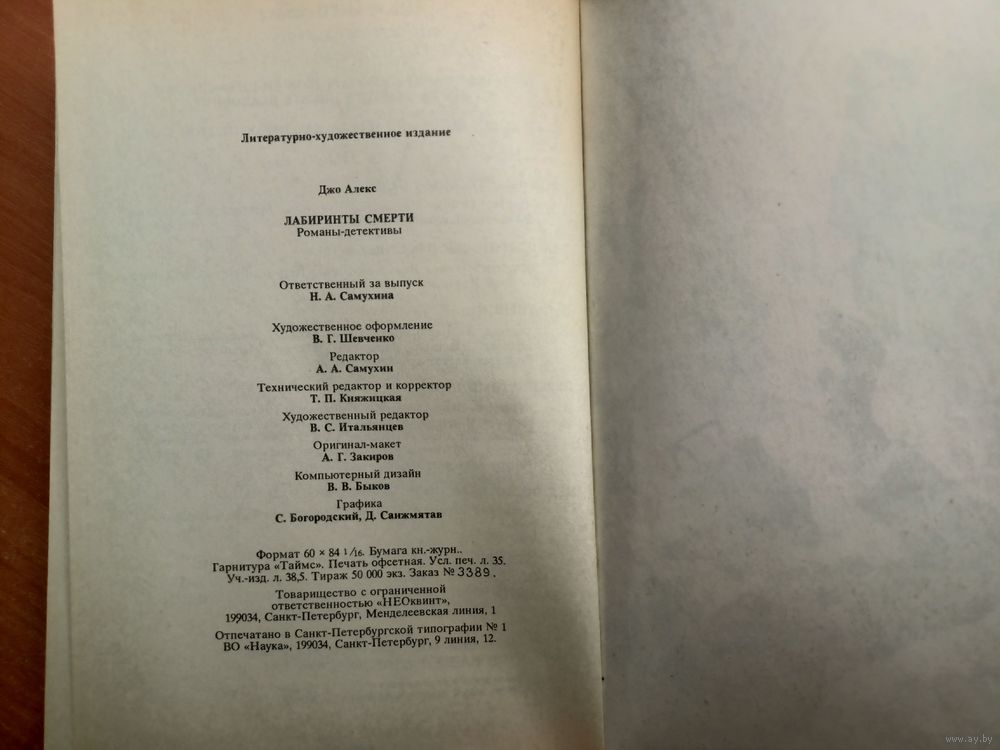 Литературно-художественное издание
Джо Алекс
ЛАБИРИНТЫ СМЕРТИ
Романы-детективы
Ответственный за выпуск
Н. А. Самухина
Художественное оформление
В. Г. Шевченко
Редактор
А. А. Самухин
Технический редактор и корректор
Т. П. Княжицкая
Художественный редактор
В. С. Итальянцев
Оригинал-макет
А. Г. Закиров
Компьютерный дизайн
В. В. Быков
Графика
С. Богородский, Д. Санжмятав
Формат 60 × 84 1/16. Бумага кн.-журн..
Гарнитура «Таймс». Печать офсетная. Усл. печ. л. 35.
Уч.-изд. л. 38,5. Тираж 50 000 экз. Заказ № 3389.
Товарищество с ограниченной
ответственностью «НЕОквинт»,
199034, Санкт-Петербург, Менделеевская линия, 1
Отпечатано в Санкт-Петербургской типографии № 1
ВО «Наука», 199034, Санкт-Петербург, 9 линия, 12.
www.ay.by